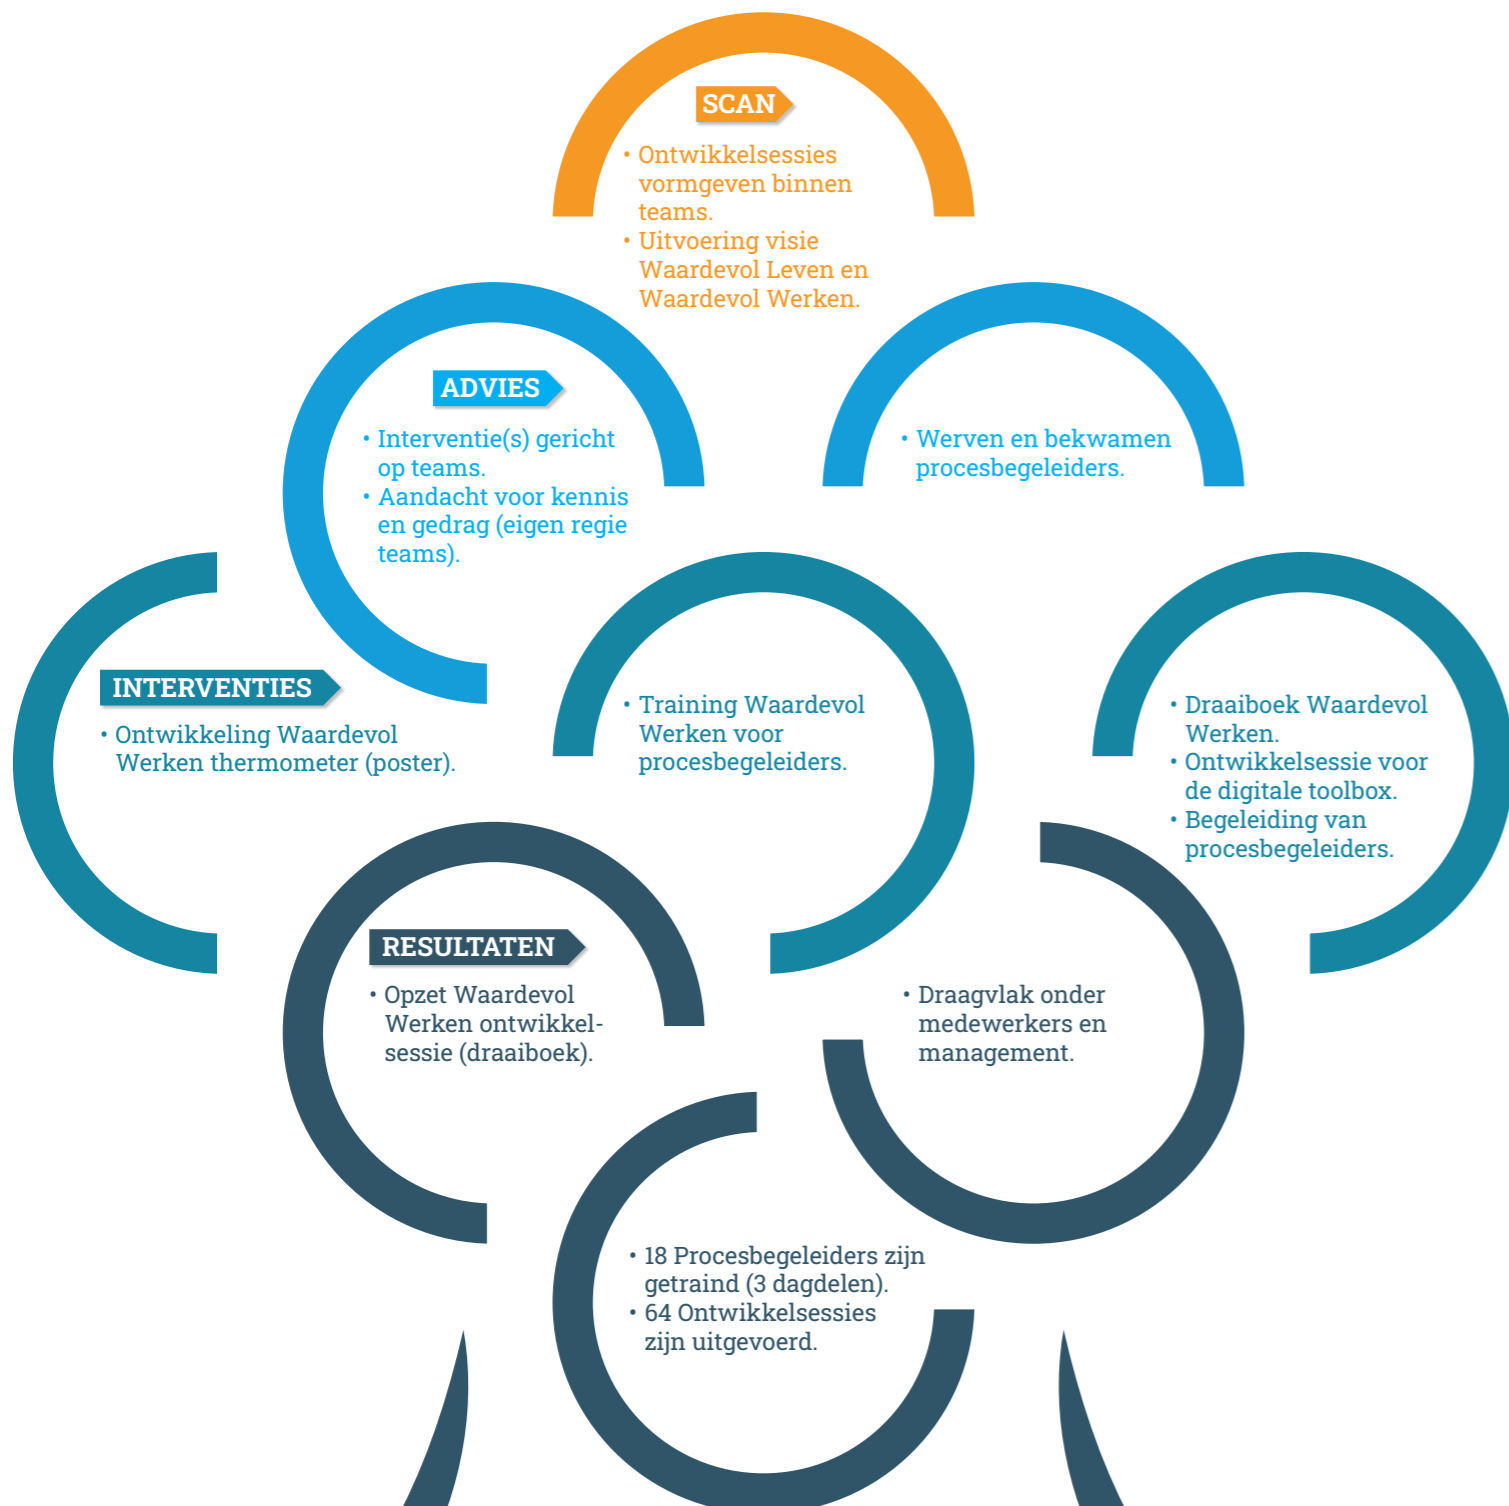 SCAN
• Ontwikkelsessies
vormgeven binnen
teams.
• Uitvoering visie
Waardevol Leven en
Waardevol Werken.
ADVIES
• Interventie(s) gericht
op teams.
• Aandacht voor kennis
en gedrag (eigen regie
teams).
• Werven en bekwamen
procesbegeleiders.
INTERVENTIES
• Ontwikkeling Waardevol
Werken thermometer (poster).
• Training Waardevol
Werken voor
procesbegeleiders.
• Draaiboek Waardevol
Werken.
• Ontwikkelsessie voor
de digitale toolbox.
• Begeleiding van
procesbegeleiders.
RESULTATEN
• Opzet Waardevol
Werken ontwikkel-
sessie (draaiboek).
• Draagvlak onder
medewerkers en
management.
• 18 Procesbegeleiders zijn
getraind (3 dagdelen).
• 64 Ontwikkelsessies
zijn uitgevoerd.